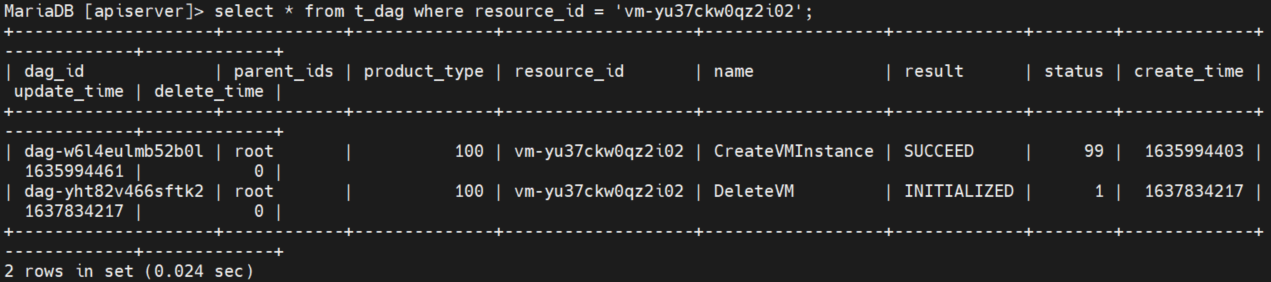 MariaDB [apiserver]> select * from t_dag where resource_id = 'vm-yu37ckw0qz2i02';
+--------------------+------------+--------------+-------------------+------------------+-------------+--------+-------------+
-------------+-------------+
| dag_id             | parent_ids | product_type | resource_id       | name             | result      | status | create_time |
 update_time | delete_time |
+--------------------+------------+--------------+-------------------+------------------+-------------+--------+-------------+
-------------+-------------+
| dag-w6l4eulmb52b0l | root       |          100 | vm-yu37ckw0qz2i02 | CreateVMInstance | SUCCEED     |     99 |  1635994403 |
  1635994461 |           0 |
| dag-yht82v466sftk2 | root       |          100 | vm-yu37ckw0qz2i02 | DeleteVM         | INITIALIZED |      1 |  1637834217 |
  1637834217 |           0 |
+--------------------+------------+--------------+-------------------+------------------+-------------+--------+-------------+
-------------+-------------+
2 rows in set (0.024 sec)